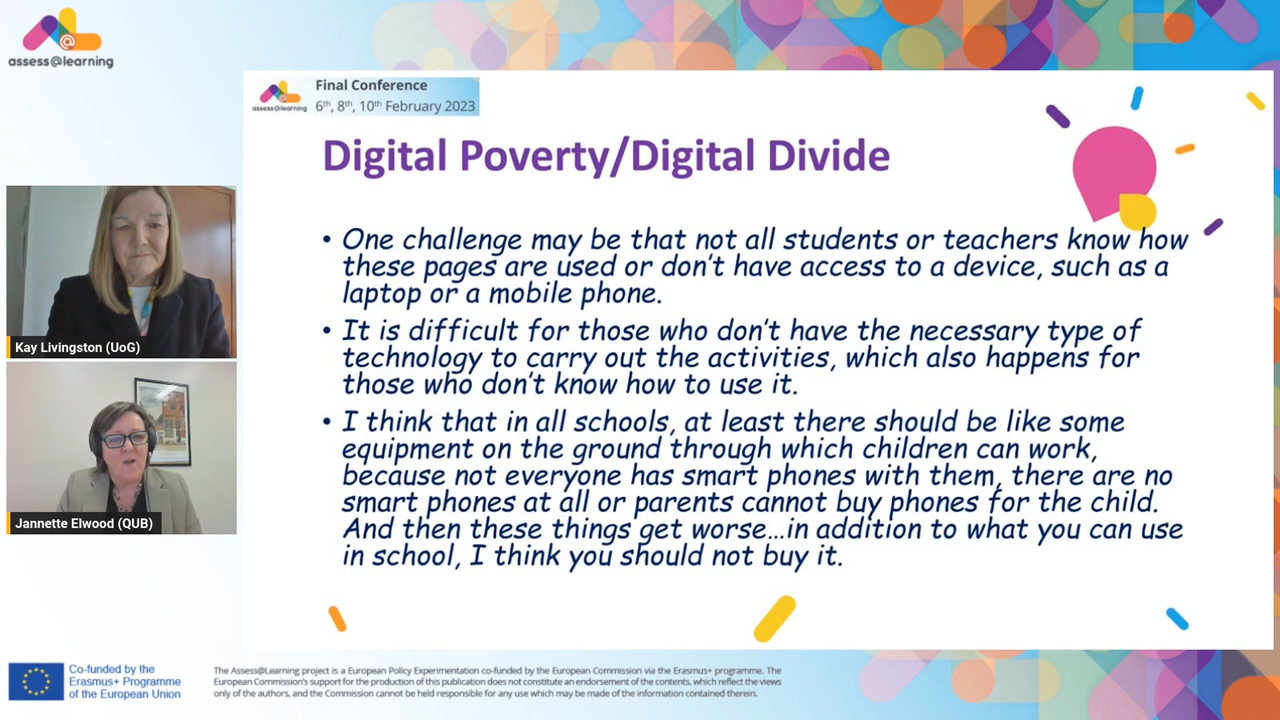 assess@learning
assess@learning
Final Conference
6th, 8th, 10th February 2023
Digital Poverty/Digital Divide
• One challenge may be that not all students or teachers know how
these pages are used or don't have access to a device, such as a
laptop or a mobile phone.
• It is difficult for those who don't have the necessary type of
technology to carry out the activities, which also happens for
those who don't know how to use it.
• I think that in all schools, at least there should be like some
equipment on the ground through which children can work,
because not everyone has smart phones with them, there are no
smart phones at all or parents cannot buy phones for the child.
And then these things get worse…in addition to what you can use
in school, I think you should not buy it.
Kay Livingston (UoG)
Jannette Elwood (QUB)
Co-funded by the
Erasmus+ Programme
of the European Union
The Assess@Learning project is a European Policy Experimentation co-funded by the European Commission via the Erasmus+ programme. The
European Commission's support for the production of this publication does not constitute an endorsement of the contents, which reflect the views
only of the authors, and the Commission cannot be held responsible for any use which may be made of the information contained therein.